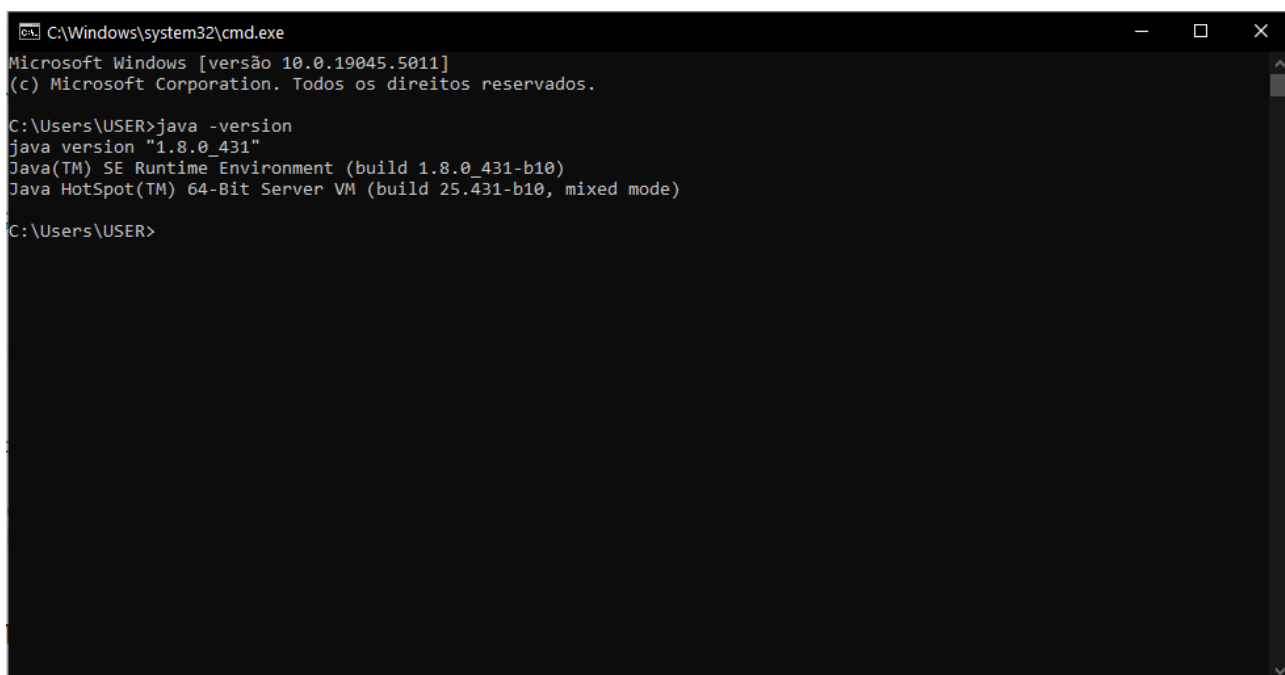 C:\Windows\system32\cmd.exe
Microsoft Windows [versão 10.0.19045.5011]
(c) Microsoft Corporation. Todos os direitos reservados.
C:\Users\USER>java -version
java version "1.8.0_431"
Java(TM) SE Runtime Environment (build 1.8.0_431-b10)
Java HotSpot(TM) 64-Bit Server VM (build 25.431-b10, mixed mode)
C:\Users\USER>